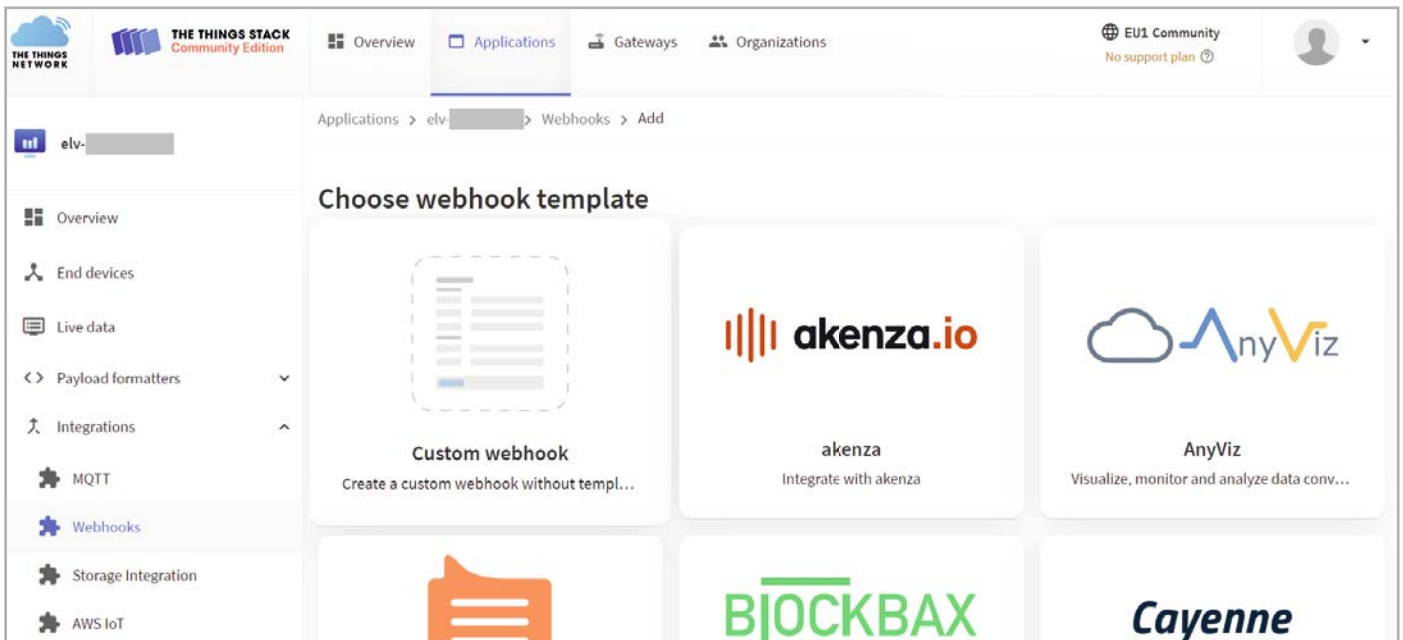 THE THINGS NETWORK
THE THINGS STACK
Community Edition
Overview
Applications
Gateways
Organizations
EU1 Community
No support plan
elv-
Applications > elv- > Webhooks > Add
Overview
End devices
Live data
Payload formatters
Integrations
MQTT
Webhooks
Storage Integration
AWS IoT
Choose webhook template
Custom webhook
Create a custom webhook without templ...
akenza.io
akenza
Integrate with akenza
AnyViz
AnyViz
Visualize, monitor and analyze data conv...
BLOCKBAX
Cayenne